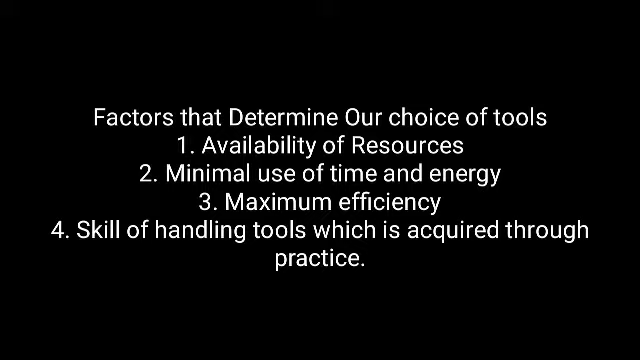 Factors that Determine Our choice of tools
1. Availability of Resources
2. Minimal use of time and energy
3. Maximum efficiency
4. Skill of handling tools which is acquired through
practice.